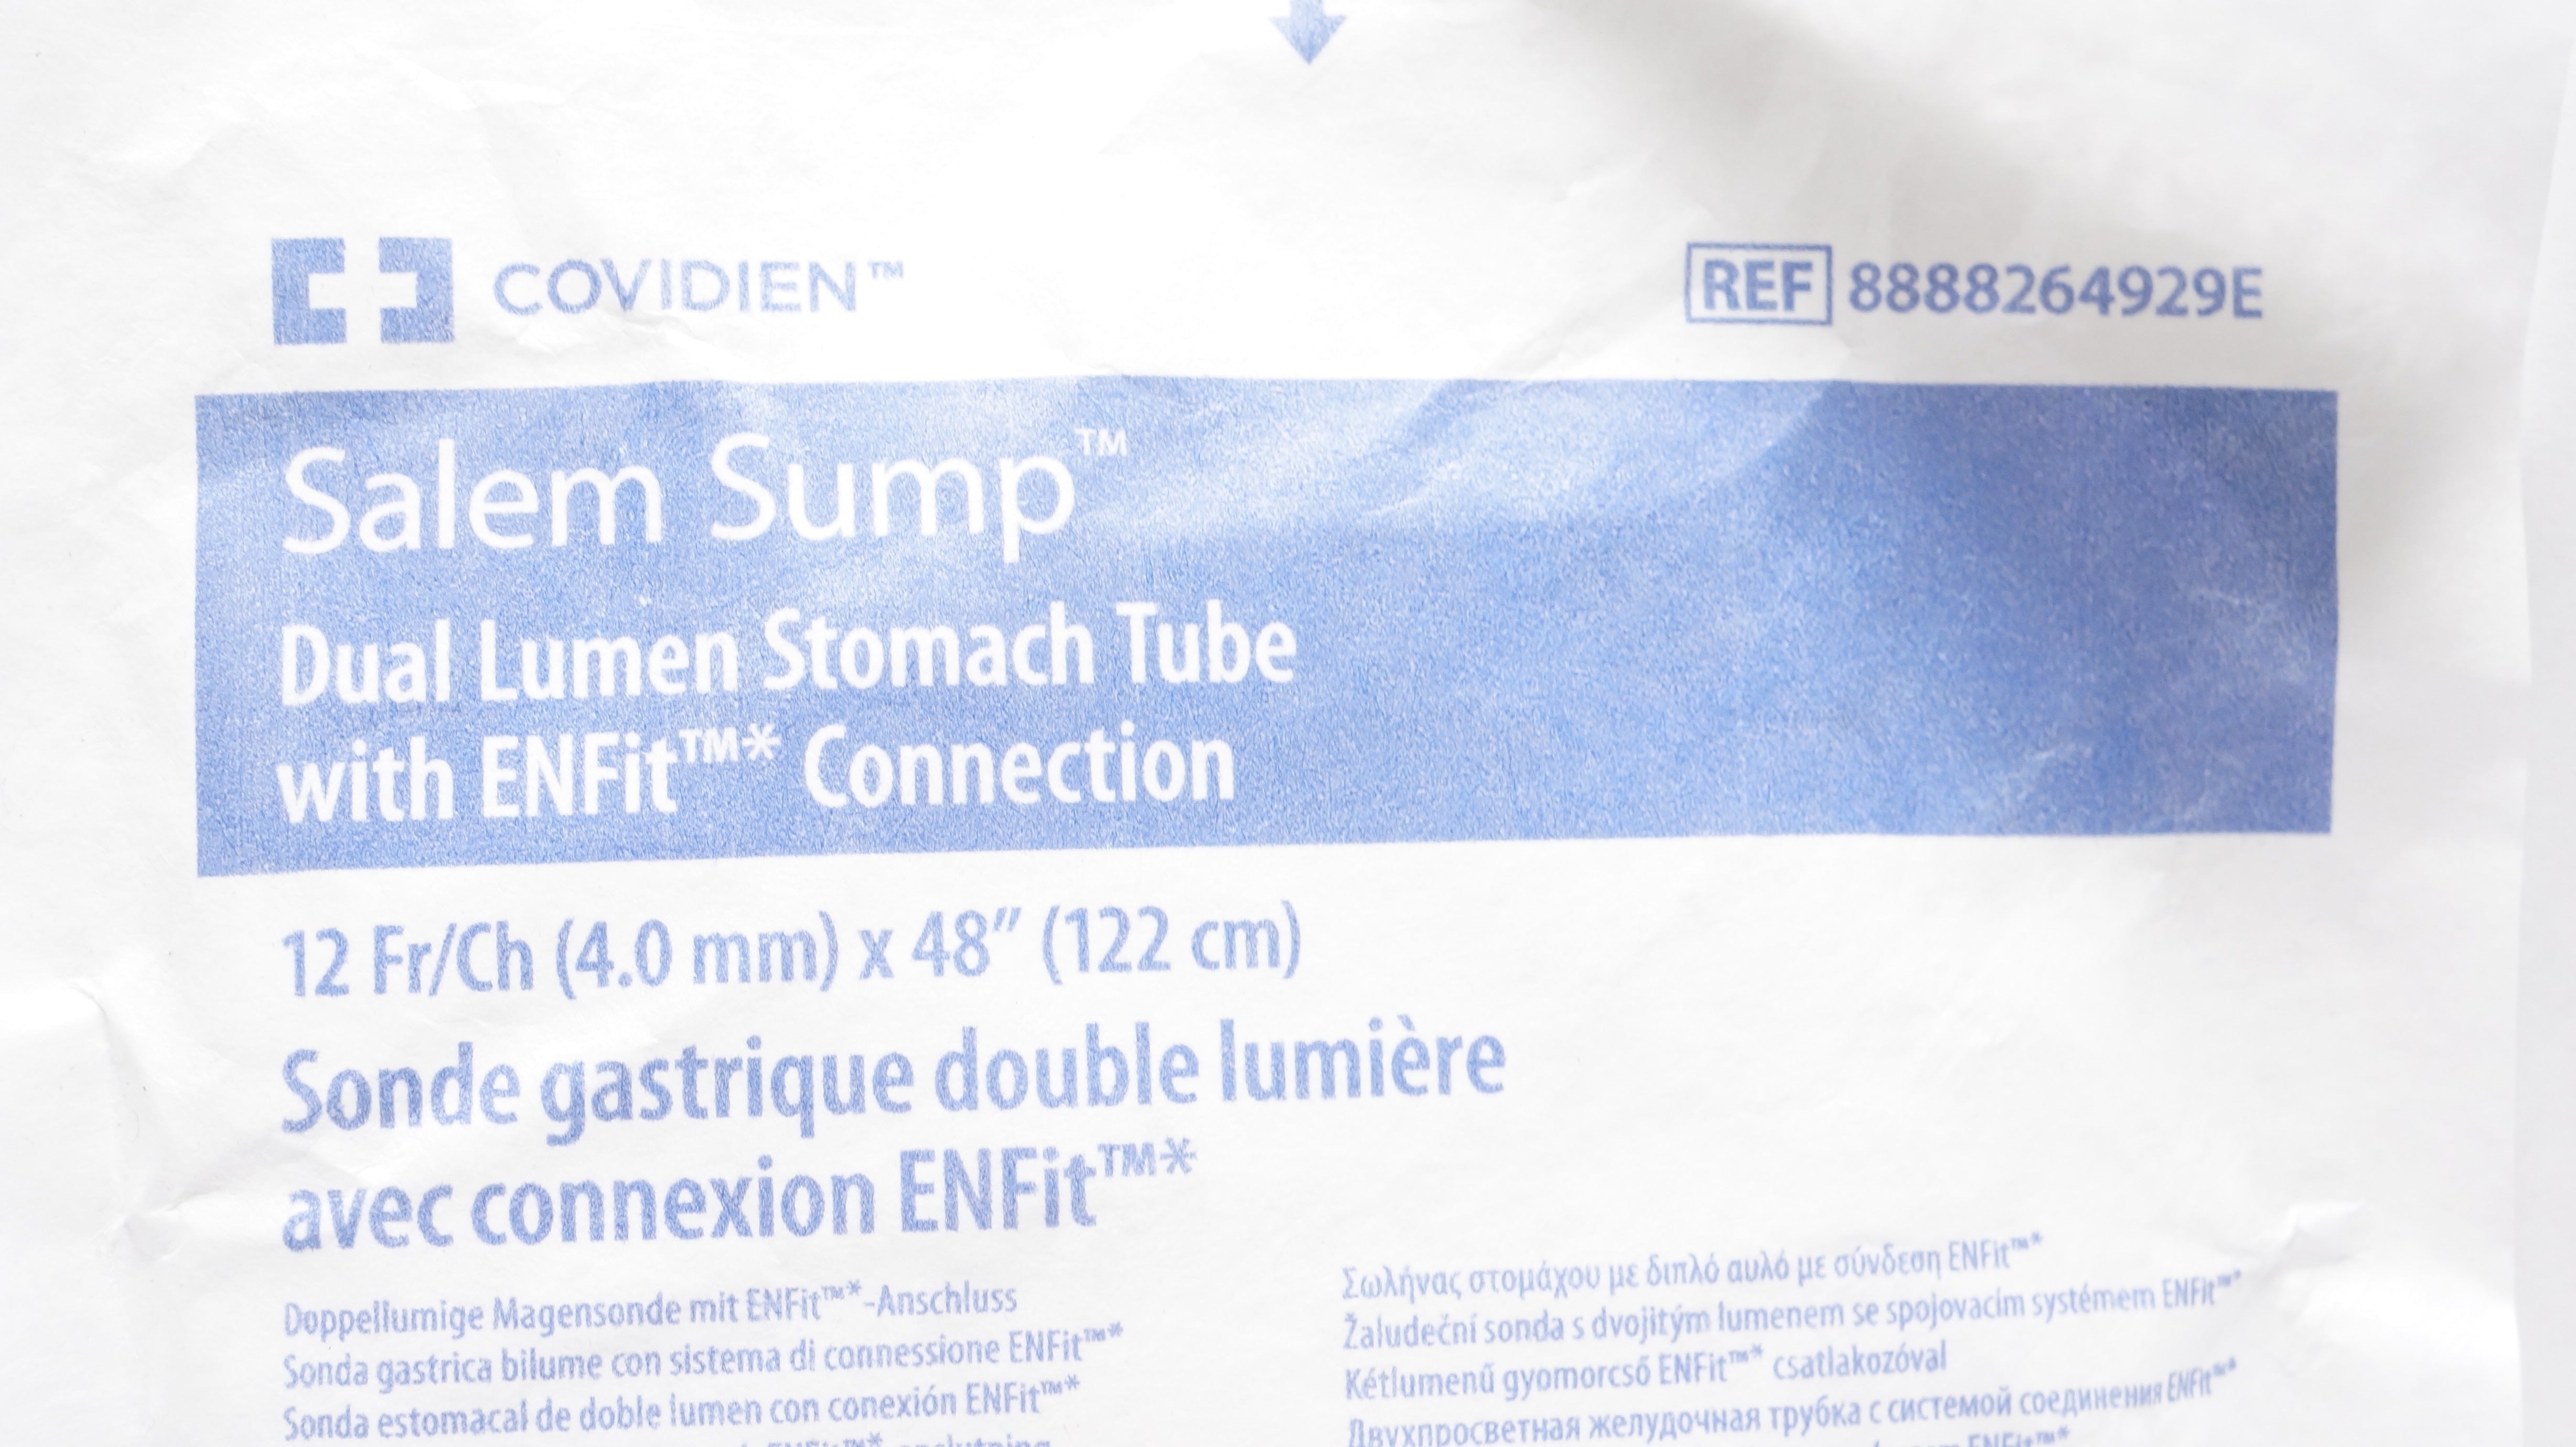 COVIDIEN™
REF 8888264929E
Salem Sump™
Dual Lumen Stomach Tube
with ENFit™* Connection
12 Fr/Ch (4.0 mm) x 48" (122 cm)
Sonde gastrique double lumière
avec connexion ENFit™*
Doppellumige Magensonde mit ENFit™*-Anschluss
Sonda gastrica bilume con sistema di connessione ENFit™*
Sonda estomacal de doble lumen con conexión ENFit™*
Σωλήνας στομάχου με διπλό αυλό με σύνδεση ENFit™*
Žaludeční sonda s dvojitým lumenem se spojovacím systémem ENFit™*
Kétlumenű gyomorcső ENFit™* csatlakozóval
Двухпросветная желудочная трубка с системой соединения ENFit™*